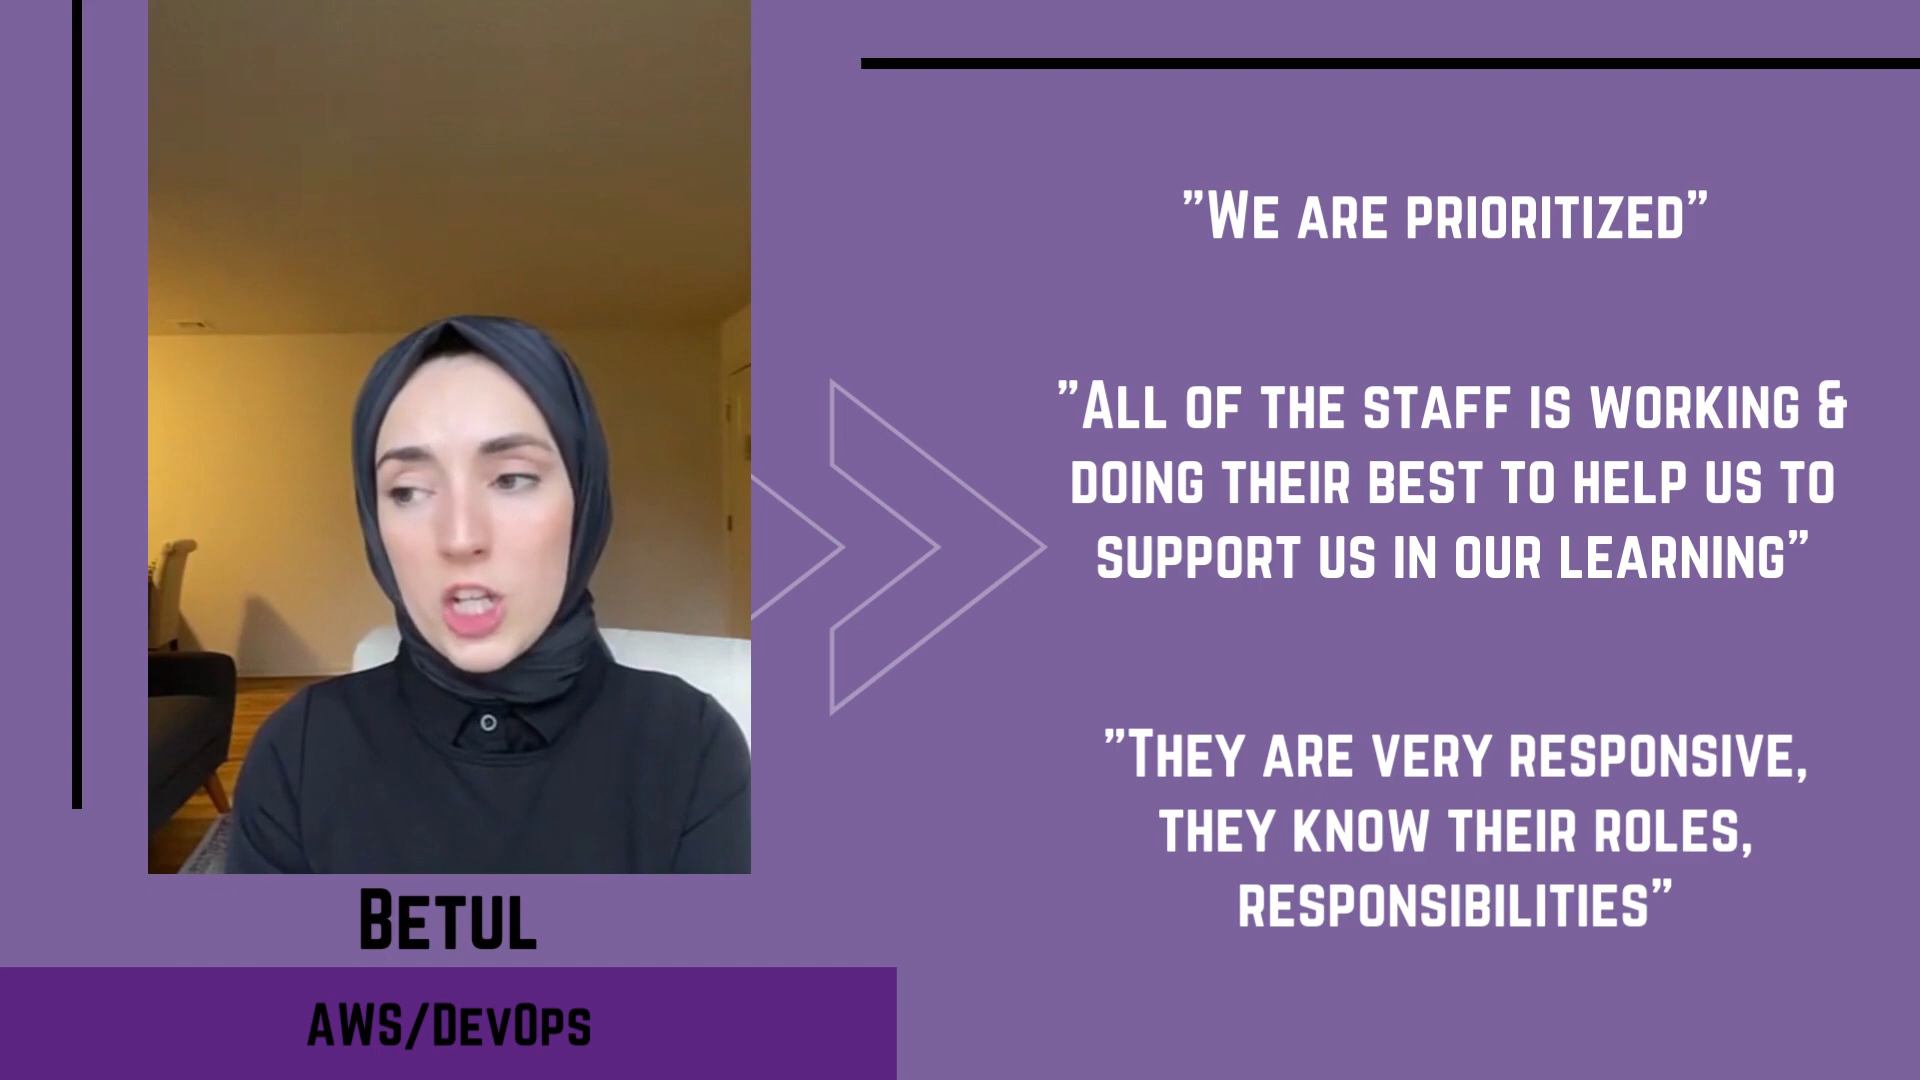 "We are prioritized"
"All of the staff is working &
doing their best to help us to
support us in our learning"
"They are very responsive,
they know their roles,
responsibilities"
Betul
AWS/DevOps